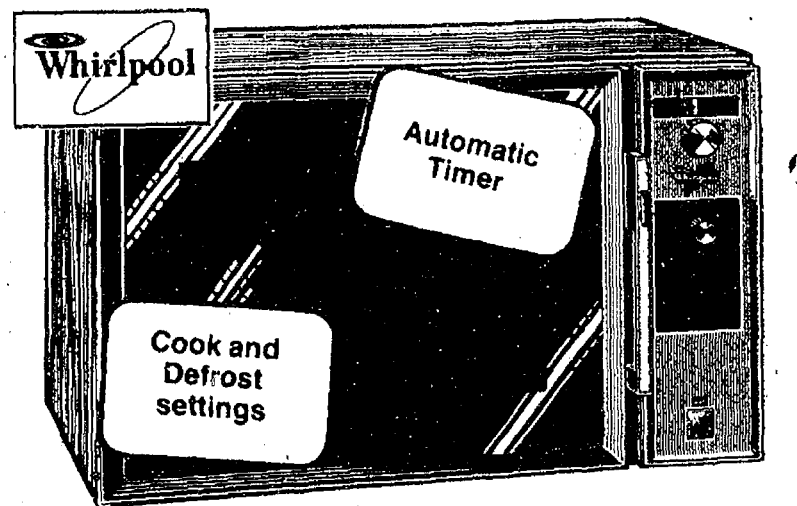 Whirlpool
Automatic
Timer
Cook and
Defrost
settings